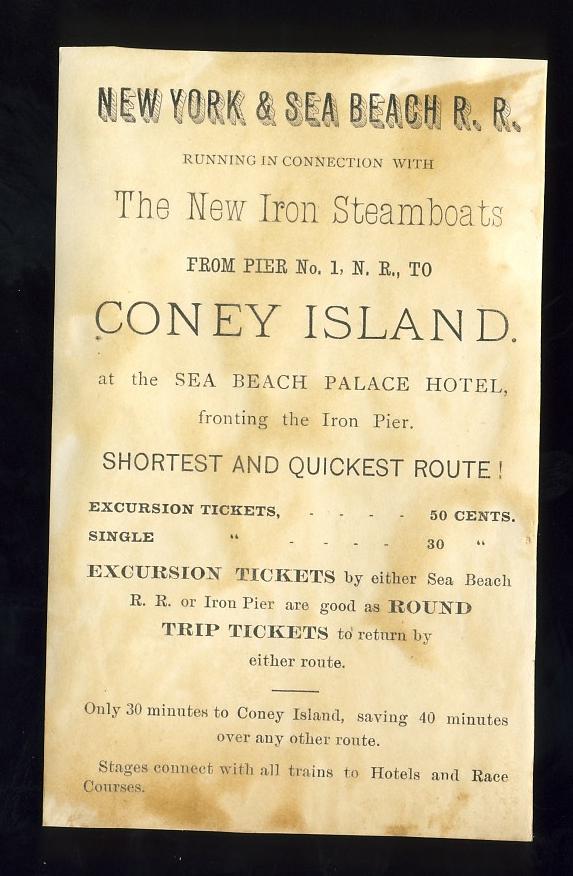 NEW YORK & SEA BEACH R. R.
RUNNING IN CONNECTION WITH
The New Iron Steamboats
FROM PIER No. 1, N. R., TO
CONEY ISLAND.
at the SEA BEACH PALACE HOTEL,
fronting the Iron Pier.
SHORTEST AND QUICKEST ROUTE!
EXCURSION TICKETS, - - - - 50 CENTS.
SINGLE “ - - - - 30 “
EXCURSION TICKETS by either Sea Beach
R. R. or Iron Pier are good as ROUND
TRIP TICKETS to return by
either route.
Only 30 minutes to Coney Island, saving 40 minutes
over any other route.
Stages connect with all trains to Hotels and Race
Courses.